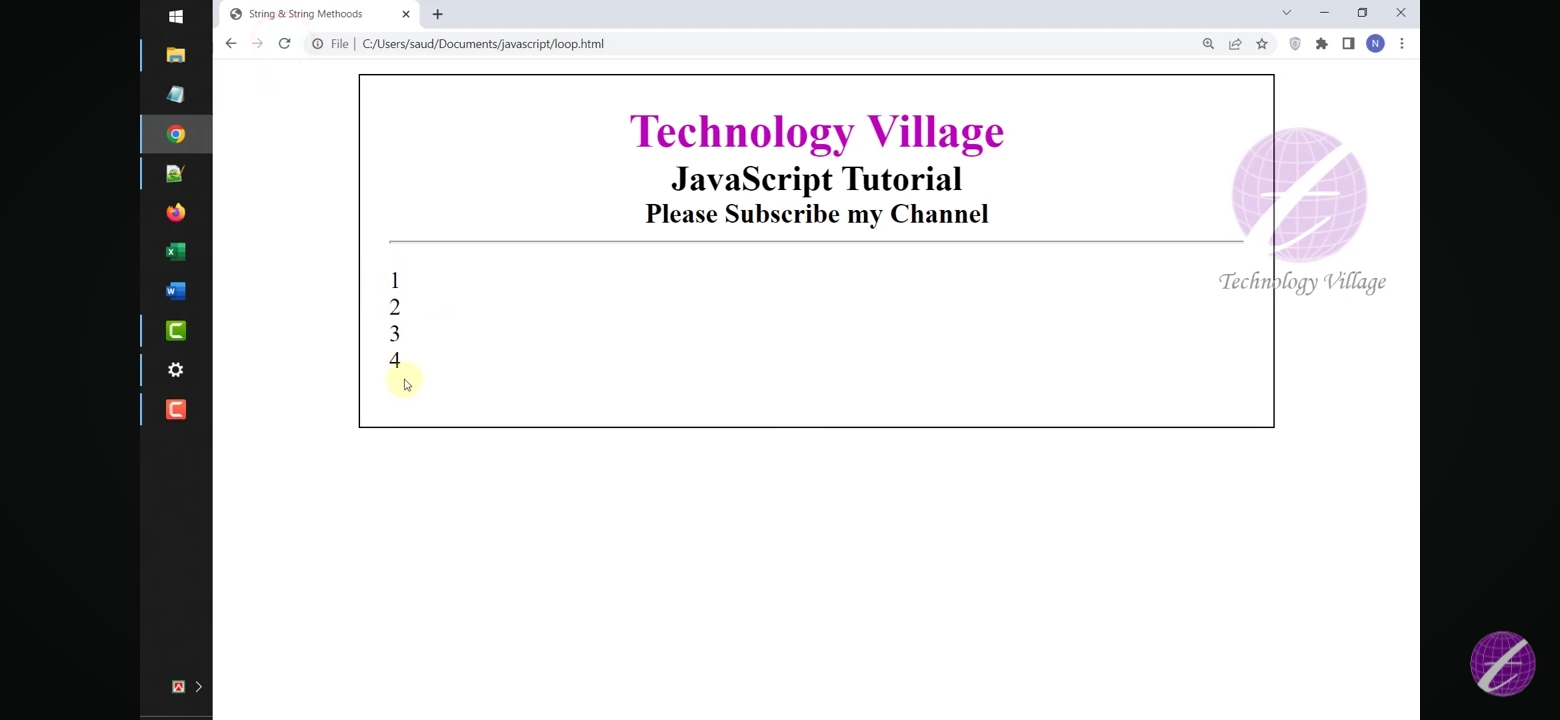 String & String Methoods
File
C:/Users/saud/Documents/javascript/loop.html
N
Technology Village
JavaScript Tutorial
Please Subscribe my Channel
1
2
3
4
Technology Village